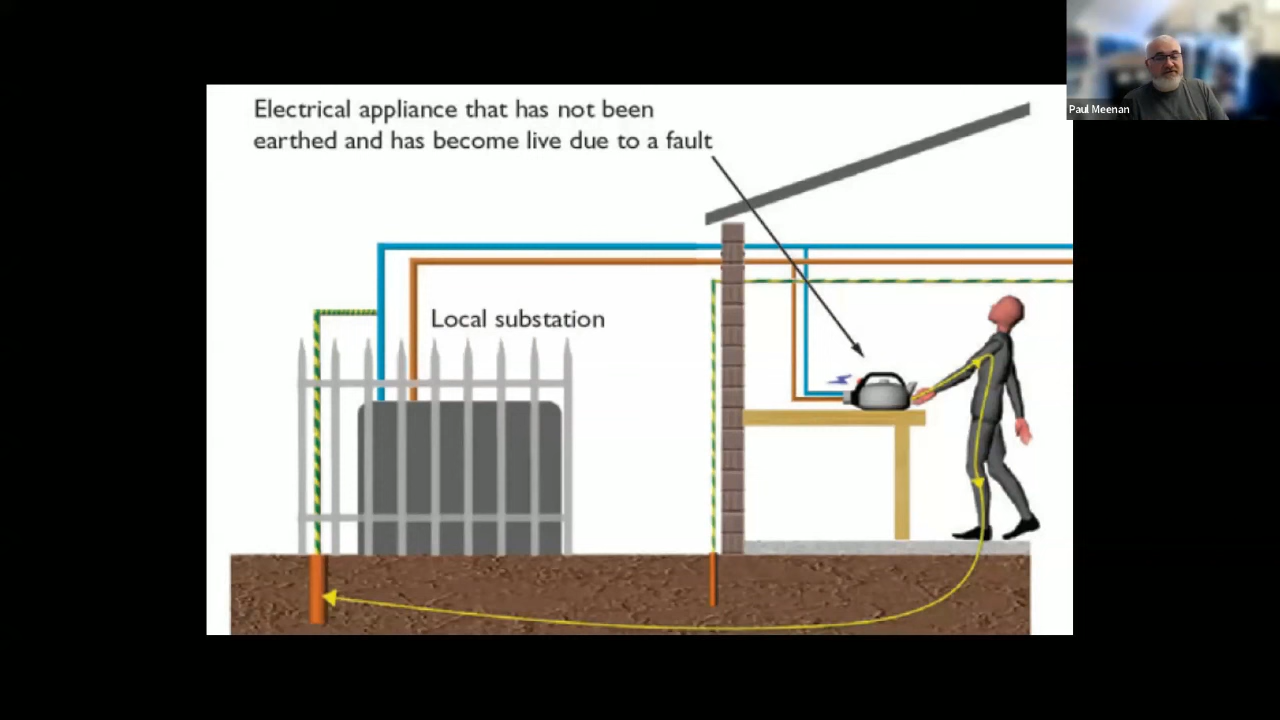 Electrical appliance that has not been
earthed and has become live due to a fault
Local substation
Paul Meenan